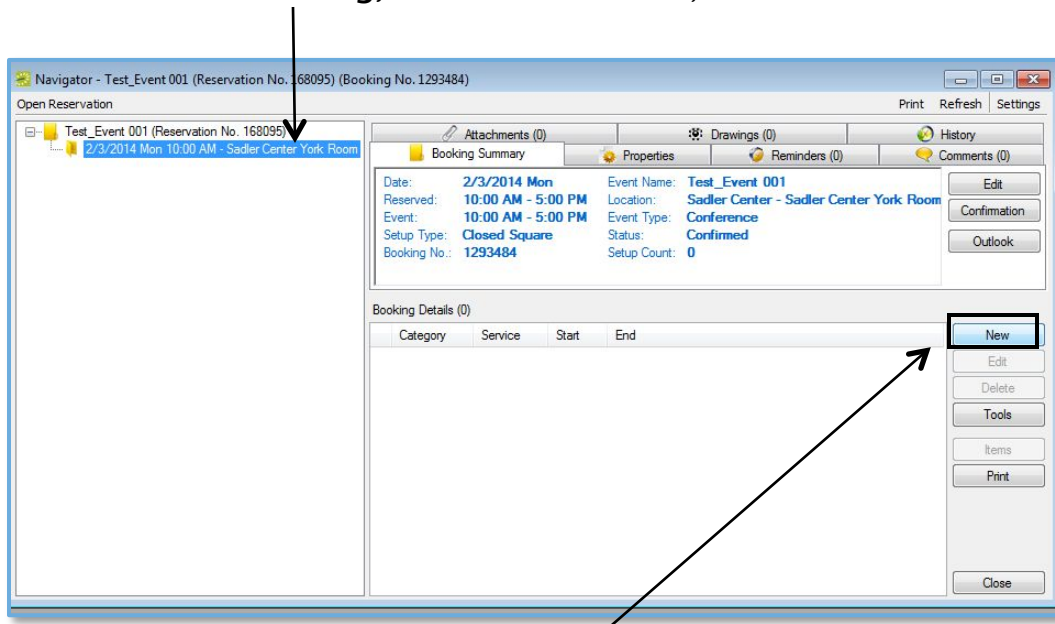 Navigator - Test_Event 001 (Reservation No. 168095) (Booking No. 1293484)
Open Reservation
Print Refresh Settings
Test_Event 001 (Reservation No. 168095)
2/3/2014 Mon 10:00 AM - Sadler Center York Room
Attachments (0) Drawings (0) History
Booking Summary Properties Reminders (0) Comments (0)
Date: 2/3/2014 Mon Event Name: Test_Event 001
Reserved: 10:00 AM - 5:00 PM Location: Sadler Center - Sadler Center York Room
Event: 10:00 AM - 5:00 PM Event Type: Conference
Setup Type: Closed Square Status: Confirmed
Booking No.: 1293484 Setup Count: 0
Edit
Confirmation
Outlook
Booking Details (0)
Category Service Start End
New
Edit
Delete
Tools
Items
Print
Close